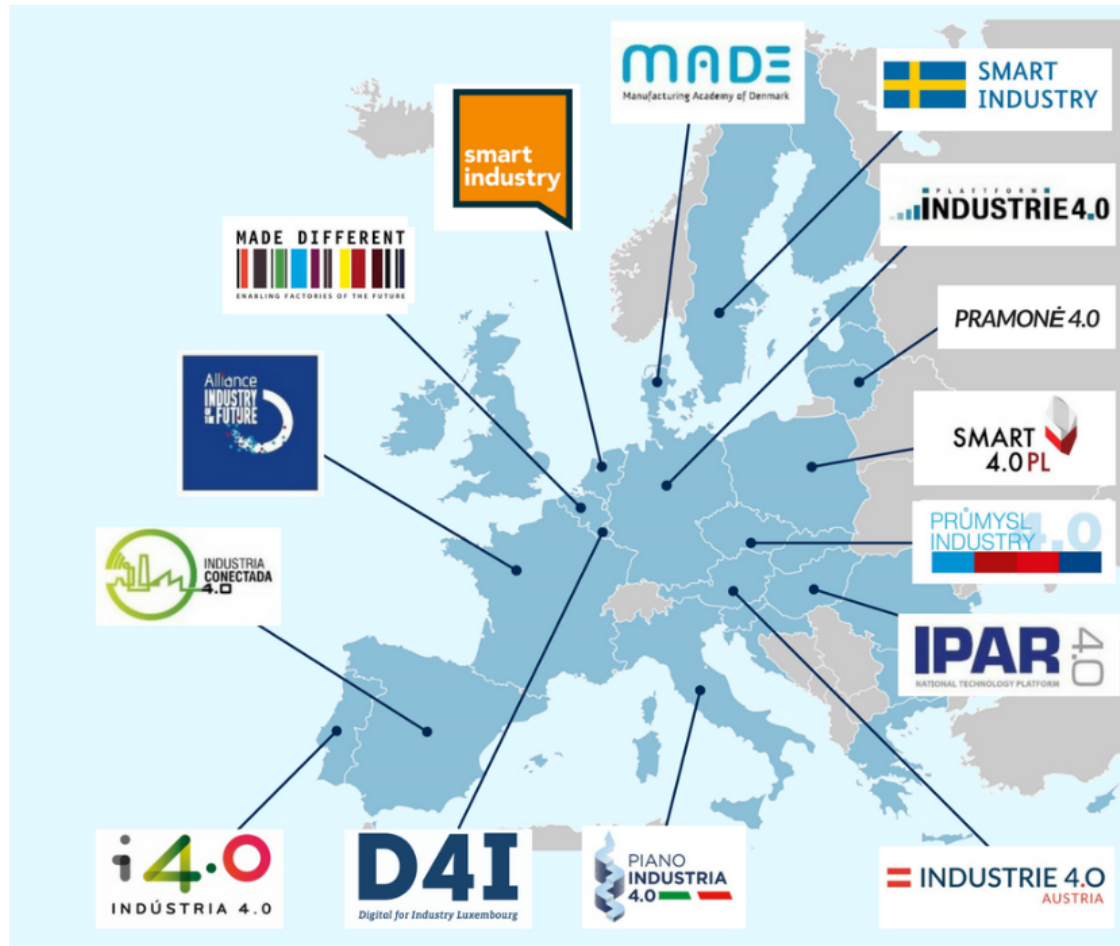 MADE
Manufacturing Academy of Denmark
SMART
INDUSTRY
smart
industry
PLATTFORM
INDUSTRIE4.0
MADE DIFFERENT
ENABLING FACTORIES OF THE FUTURE
PRAMONĖ 4.0
Alliance
INDUSTRY
OF THE FUTURE
SMART
4.0PL
PRŮMYSL 4.0
INDUSTRY
INDUSTRIA
CONECTADA
4.0
IPAR 4.0
NATIONAL TECHNOLOGY PLATFORM
i4.0
INDÚSTRIA 4.0
D4I
Digital for Industry Luxembourg
PIANO
INDUSTRIA
4.0
INDUSTRIE 4.0
AUSTRIA